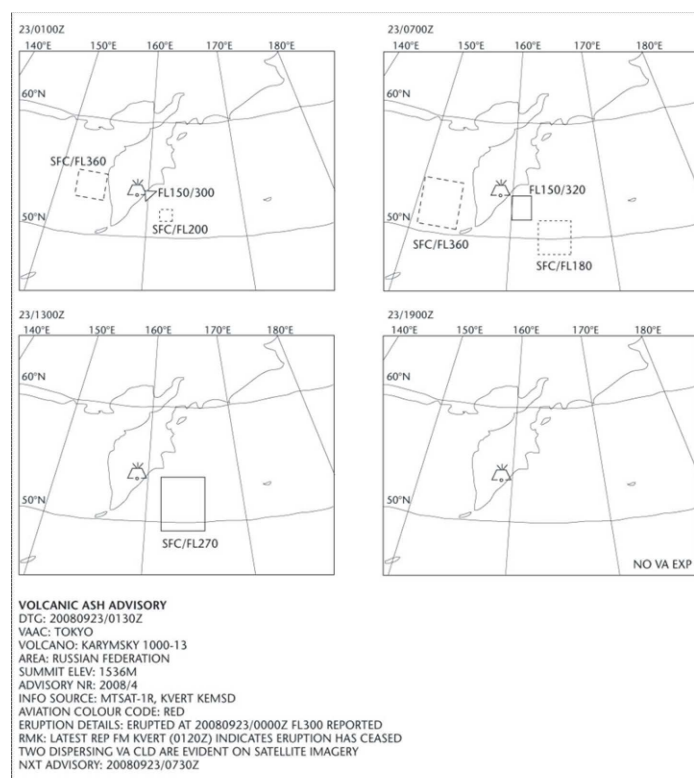 23/0100Z
140°E 150°E 160°E 170°E 180°E
60°N
SFC/FL360
FL150/300
50°N
SFC/FL200
23/0700Z
140°E 150°E 160°E 170°E 180°E
60°N
FL150/320
50°N
SFC/FL360
SFC/FL180
23/1300Z
140°E 150°E 160°E 170°E 180°E
60°N
50°N
SFC/FL270
23/1900Z
140°E 150°E 160°E 170°E 180°E
60°N
50°N
NO VA EXP
VOLCANIC ASH ADVISORY
DTG: 20080923/0130Z
VAAC: TOKYO
VOLCANO: KARYMSKY 1000-13
AREA: RUSSIAN FEDERATION
SUMMIT ELEV: 1536M
ADVISORY NR: 2008/4
INFO SOURCE: MTSAT-1R, KVERT KEMSD
AVIATION COLOUR CODE: RED
ERUPTION DETAILS: ERUPTED AT 20080923/0000Z FL300 REPORTED
RMK: LATEST REP FM KVERT (0120Z) INDICATES ERUPTION HAS CEASED
TWO DISPERSING VA CLD ARE EVIDENT ON SATELLITE IMAGERY
NXT ADVISORY: 20080923/0730Z